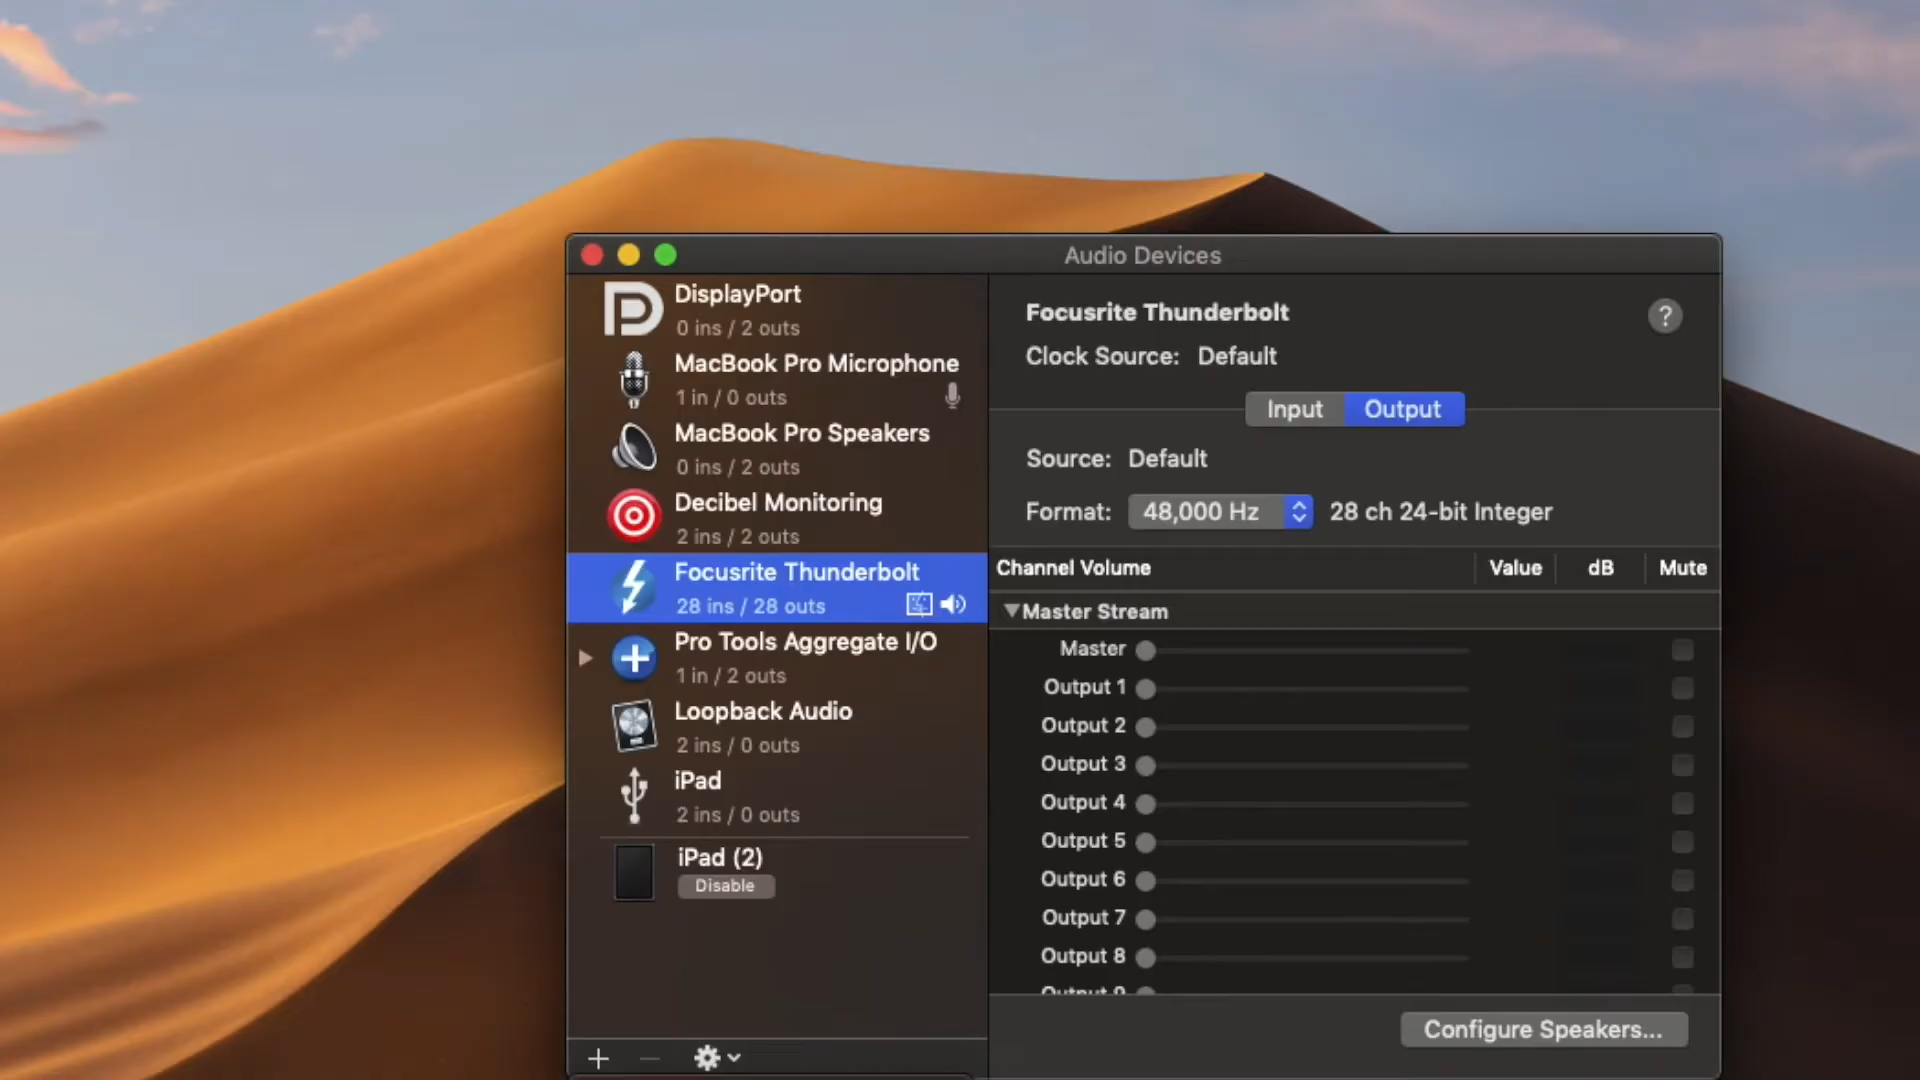 Audio Devices
DisplayPort
0 ins / 2 outs
MacBook Pro Microphone
1 in / 0 outs
MacBook Pro Speakers
0 ins / 2 outs
Decibel Monitoring
2 ins / 2 outs
Focusrite Thunderbolt
28 ins / 28 outs
Pro Tools Aggregate I/O
1 in / 2 outs
Loopback Audio
2 ins / 0 outs
iPad
2 ins / 0 outs
iPad (2)
Disable
Focusrite Thunderbolt
?
Clock Source: Default
Input Output
Source: Default
Format: 48,000 Hz 28 ch 24-bit Integer
Channel Volume Value dB Mute
Master Stream
Master
Output 1
Output 2
Output 3
Output 4
Output 5
Output 6
Output 7
Output 8
Output 9
Configure Speakers...